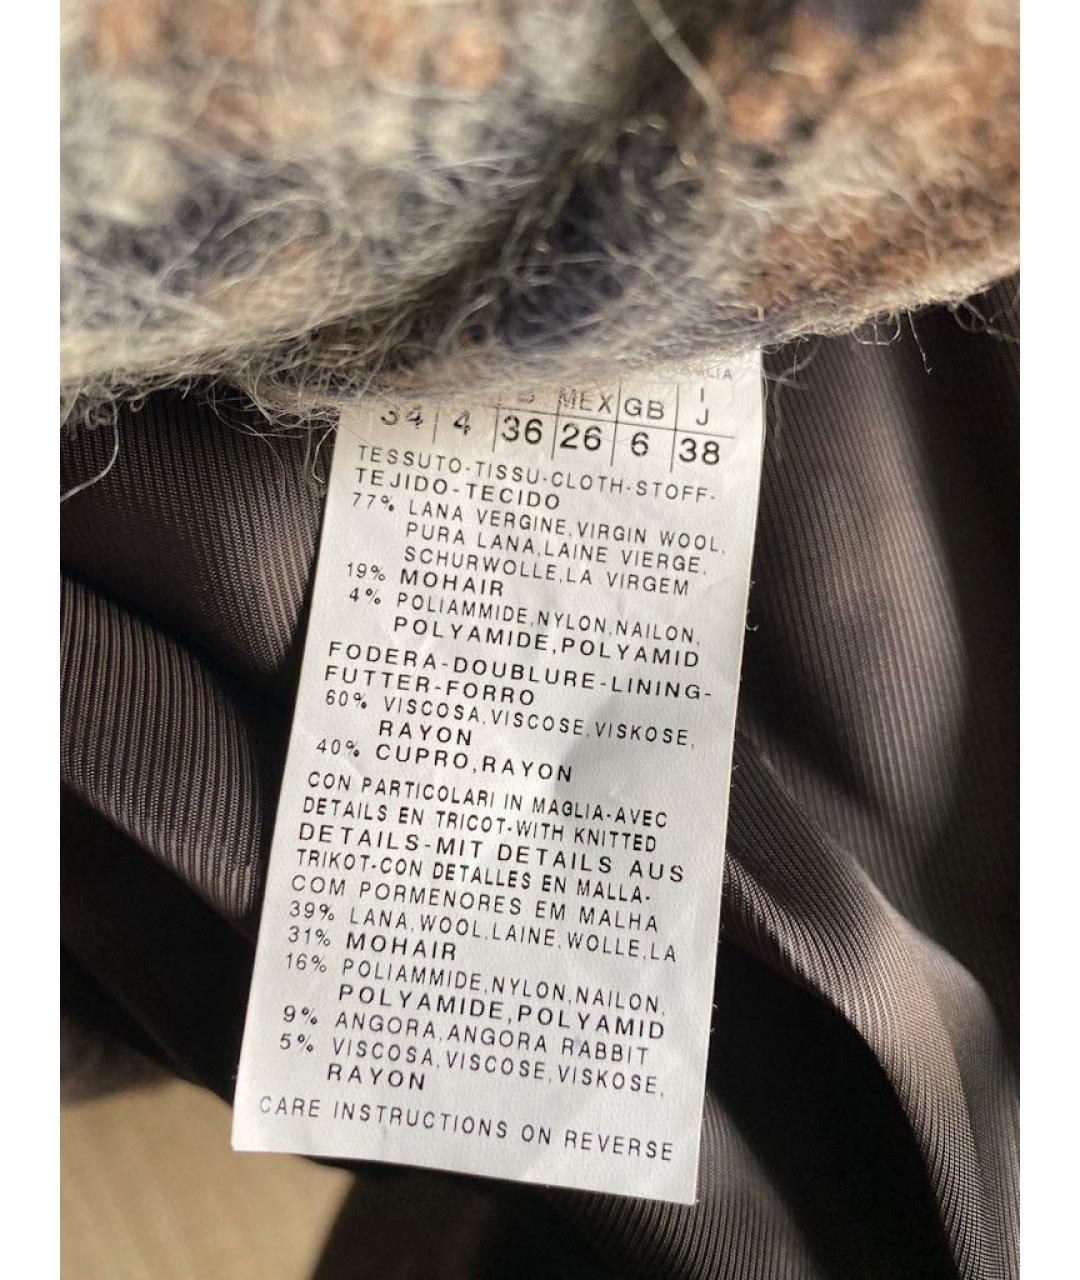 MEX GB I
J
34 4 36 26 6 38
TESSUTO-TISSU-CLOTH-STOFF-
TEJIDO-TECIDO
77% LANA VERGINE,VIRGIN WOOL,
PURA LANA,LAINE VIERGE,
SCHURWOLLE,LA VIRGEM
19% MOHAIR
4% POLIAMMIDE,NYLON,NAILON,
POLYAMIDE,POLYAMID
FODERA-DOUBLURE-LINING-
FUTTER-FORRO
60% VISCOSA,VISCOSE,VISKOSE,
RAYON
40% CUPRO,RAYON
CON PARTICOLARI IN MAGLIA-AVEC
DETAILS EN TRICOT-WITH KNITTED
DETAILS-MIT DETAILS AUS
TRIKOT-CON DETALLES EN MALLA-
COM PORMENORES EM MALHA
39% LANA,WOOL,LAINE,WOLLE,LA
31% MOHAIR
16% POLIAMMIDE,NYLON,NAILON,
POLYAMIDE,POLYAMID
9% ANGORA,ANGORA RABBIT
5% VISCOSA,VISCOSE,VISKOSE,
RAYON
CARE INSTRUCTIONS ON REVERSE